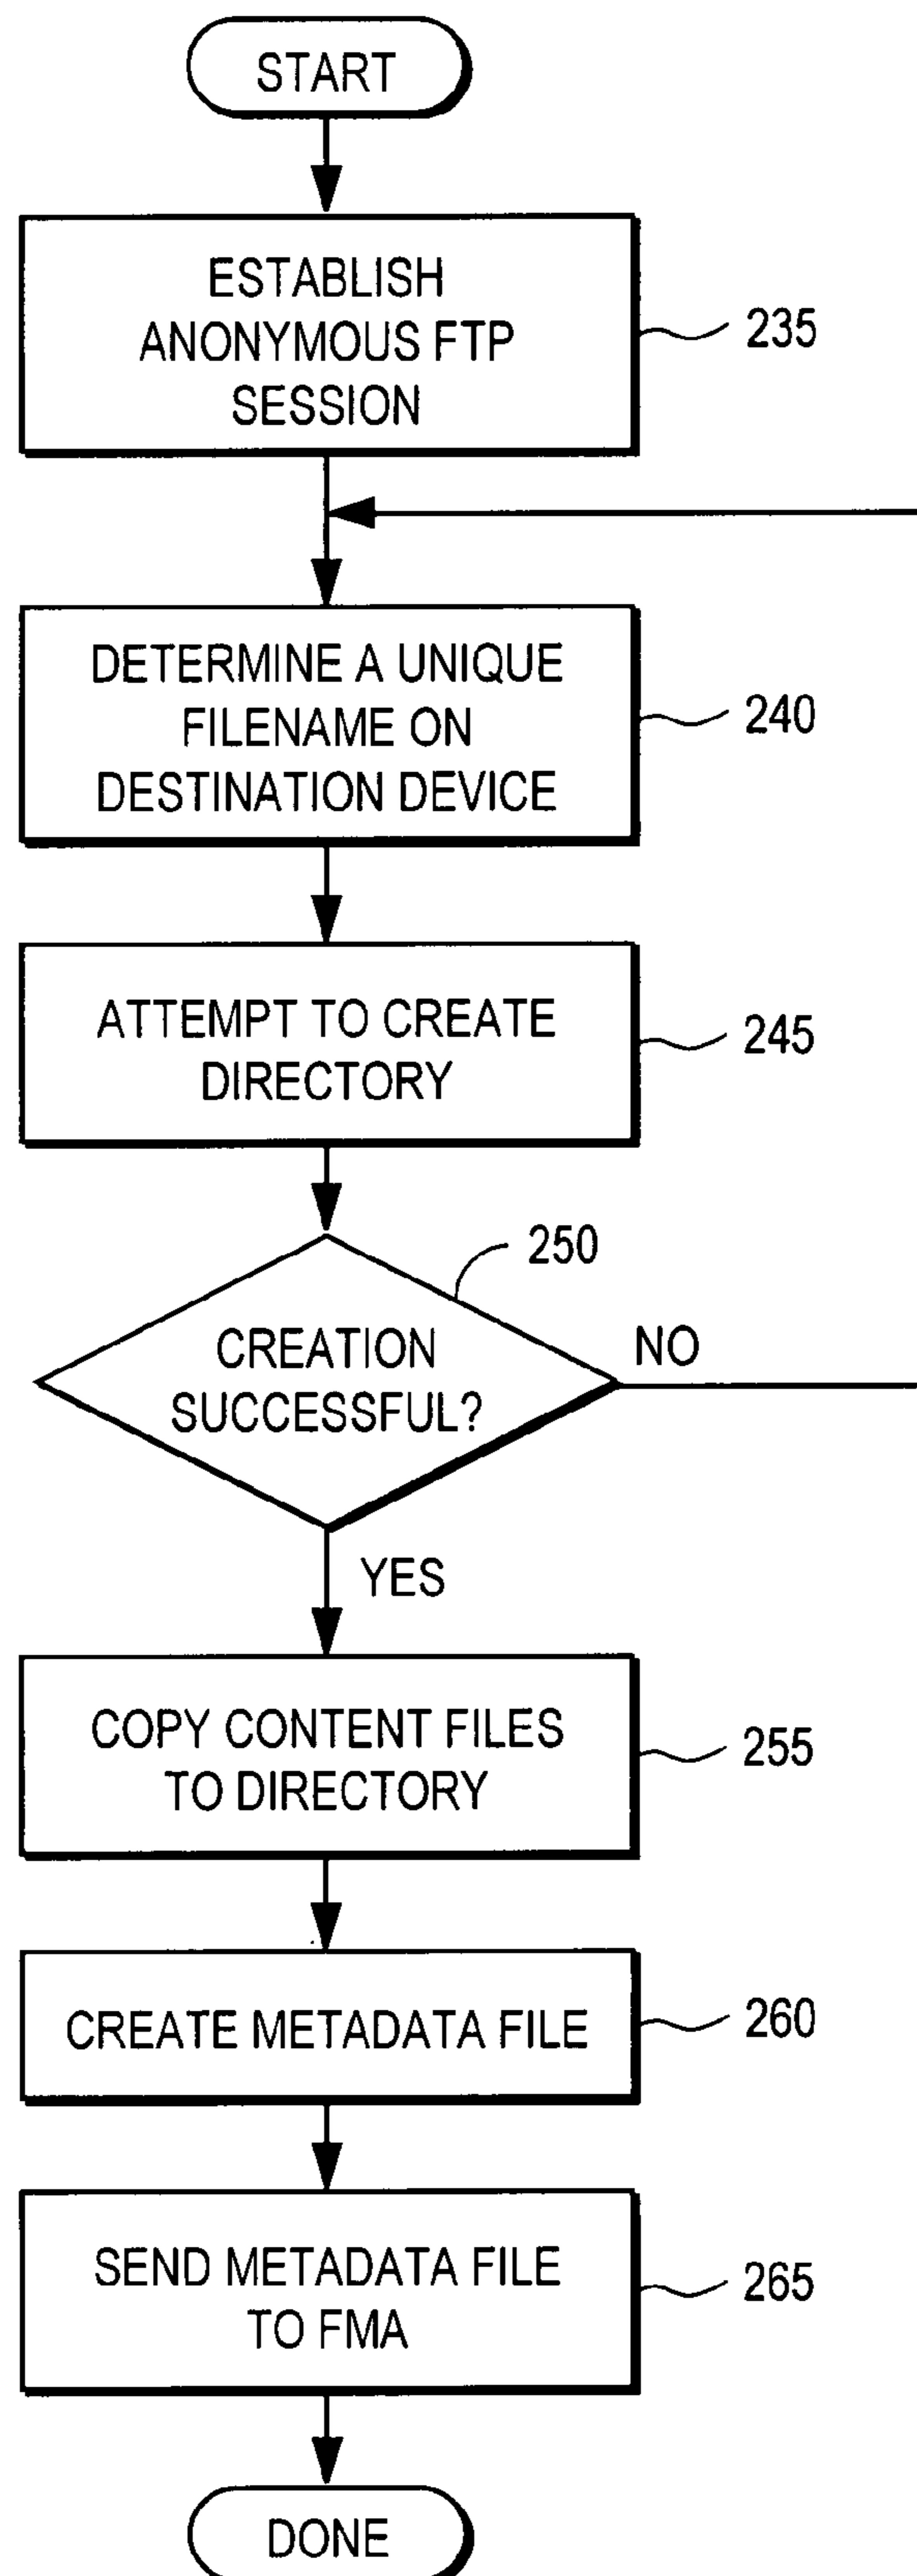 START
ESTABLISH
ANONYMOUS FTP
SESSION
235
DETERMINE A UNIQUE
FILENAME ON
DESTINATION DEVICE
240
ATTEMPT TO CREATE
DIRECTORY
245
250
CREATION
SUCCESSFUL?
NO
YES
COPY CONTENT FILES
TO DIRECTORY
255
CREATE METADATA FILE
260
SEND METADATA FILE
TO FMA
265
DONE